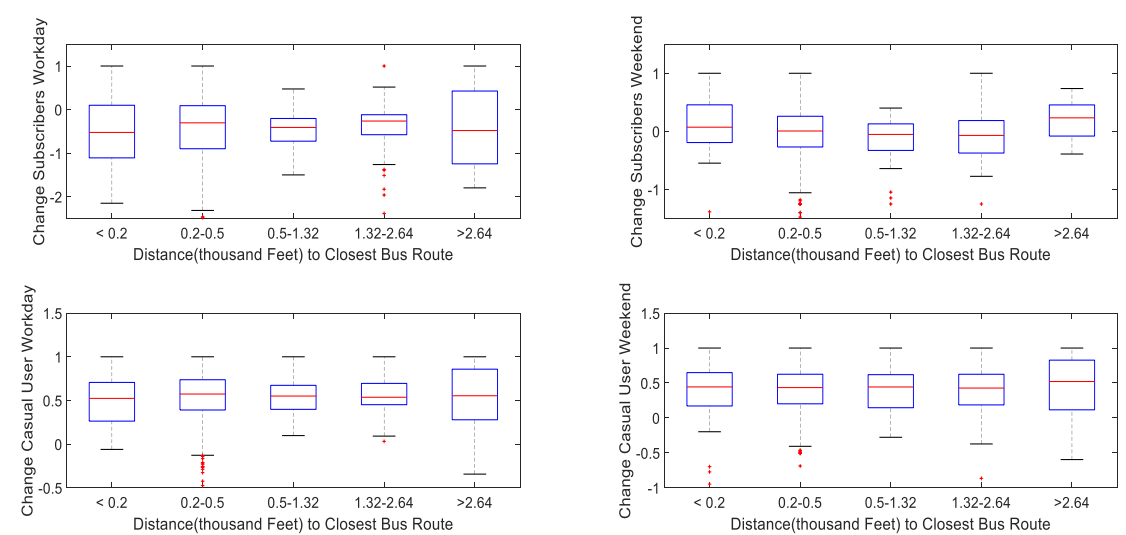 Change Subscribers Workday
1
0
-1
-2
< 0.2 0.2-0.5 0.5-1.32 1.32-2.64 >2.64
Distance(thousand Feet) to Closest Bus Route
Change Subscribers Weekend
1
0
-1
< 0.2 0.2-0.5 0.5-1.32 1.32-2.64 >2.64
Distance(thousand Feet) to Closest Bus Route
Change Casual User Workday
1.5
1
0.5
0
-0.5
< 0.2 0.2-0.5 0.5-1.32 1.32-2.64 >2.64
Distance(thousand Feet) to Closest Bus Route
Change Casual User Weekend
1.5
1
0.5
0
-0.5
-1
< 0.2 0.2-0.5 0.5-1.32 1.32-2.64 >2.64
Distance(thousand Feet) to Closest Bus Route